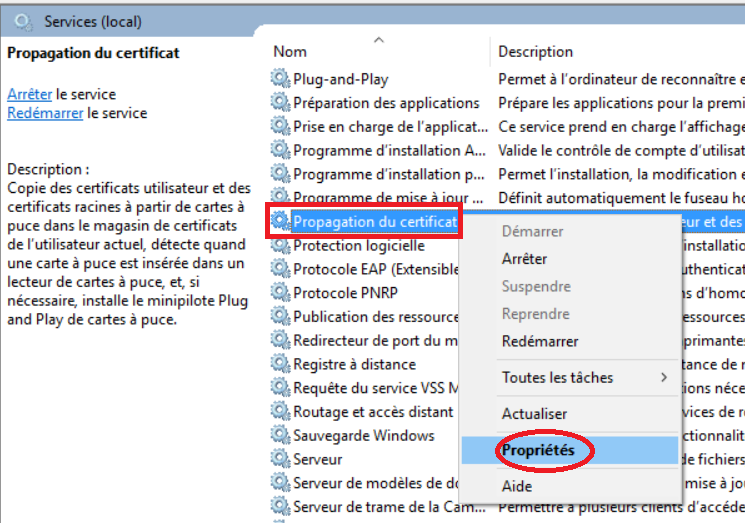 Services (local)
Propagation du certificat
Arrêter le service
Redémarrer le service
Description :
Copie des certificats utilisateur et des
certificats racines à partir de cartes à
puce dans le magasin de certificats
de l'utilisateur actuel, détecte quand
une carte à puce est insérée dans un
lecteur de cartes à puce, et, si
nécessaire, installe le minipilote Plug
and Play de cartes à puce.
Nom Description
Plug-and-Play Permet à l'ordinateur de reconnaître e
Préparation des applications Prépare les applications pour la premi
Prise en charge de l'applicat... Ce service prend en charge l'affichage
Programme d'installation A... Valide le contrôle de compte d'utilisat
Programme d'installation p... Permet l'installation, la modification e
Programme de mise à jour ... Définit automatiquement le fuseau ho
Propagation du certificat eur et des
Protection logicielle installatio
Protocole EAP (Extensible uthenticat
Protocole PNRP s d'homo
Publication des ressource essources
Redirecteur de port du m primantes
Registre à distance tance de r
Requête du service VSS M ions néce
Routage et accès distant vices de r
Sauvegarde Windows ctionnalit
Serveur de fichiers
Serveur de modèles de do mise à jou
Serveur de trame de la Cam... Permettre à plusieurs clients d'accéde
Démarrer
Arrêter
Suspendre
Reprendre
Redémarrer
Toutes les tâches
Actualiser
Propriétés
Aide